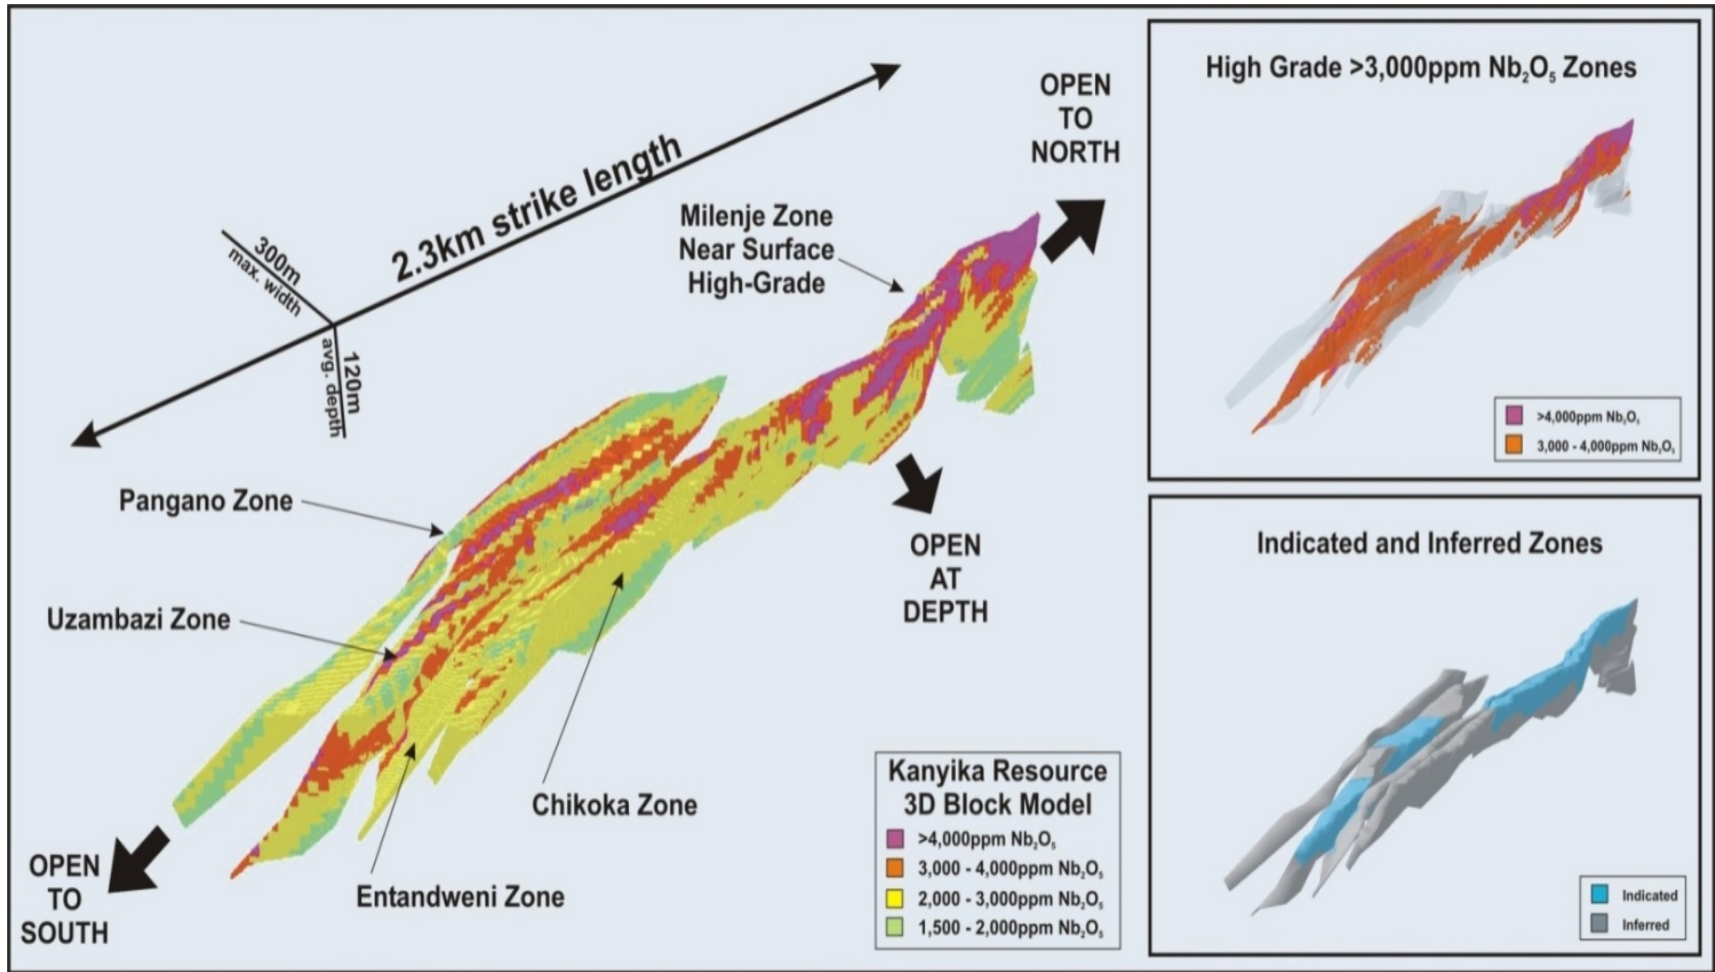 2.3km strike length
300m
max. width
120m
avg. depth
OPEN
TO
NORTH
Milenje Zone
Near Surface
High-Grade
Pangano Zone
Uzambazi Zone
OPEN
AT
DEPTH
Chikoka Zone
Entandweni Zone
OPEN
TO
SOUTH
Kanyika Resource
3D Block Model
>4,000ppm Nb₂O₅
3,000 - 4,000ppm Nb₂O₅
2,000 - 3,000ppm Nb₂O₅
1,500 - 2,000ppm Nb₂O₅
High Grade >3,000ppm Nb₂O₅ Zones
>4,000ppm Nb₂O₅
3,000 - 4,000ppm Nb₂O₅
Indicated and Inferred Zones
Indicated
Inferred